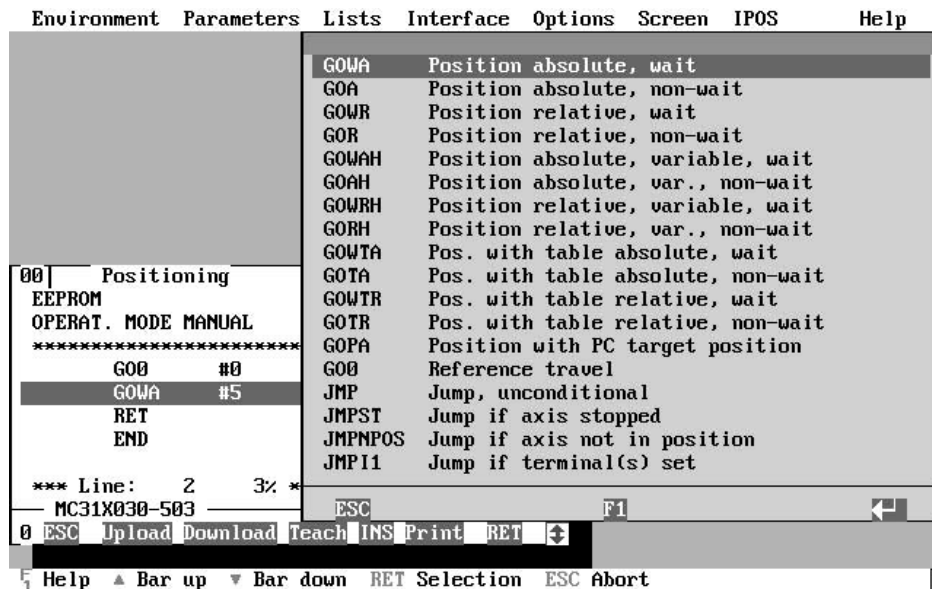 Environment Parameters Lists Interface Options Screen IPOS Help
GOWA Position absolute, wait
GOA Position absolute, non-wait
GOWR Position relative, wait
GOR Position relative, non-wait
GOWAH Position absolute, variable, wait
GOAH Position absolute, var., non-wait
GOWRH Position relative, variable, wait
GORH Position relative, var., non-wait
GOWTA Pos. with table absolute, wait
GOTA Pos. with table absolute, non-wait
GOWTR Pos. with table relative, wait
GOTR Pos. with table relative, non-wait
GOPA Position with PC target position
GO0 Reference travel
JMP Jump, unconditional
JMPST Jump if axis stopped
JMPNPOS Jump if axis not in position
JMPI1 Jump if terminal(s) set
ESC F1
00 Positioning
EEPROM
OPERAT. MODE MANUAL
***********************
GO0 #0
GOWA #5
RET
END
*** Line: 2 3% *
MC31X030-503
0 ESC Upload Download Teach INS Print RET
F1 Help ▲ Bar up ▼ Bar down RET Selection ESC Abort